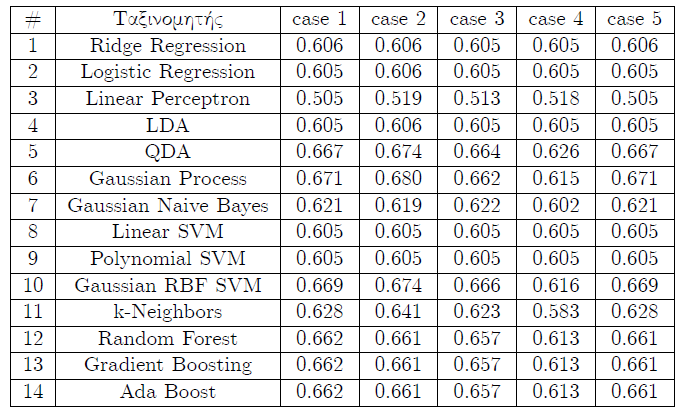 # Ταξινομητής case 1 case 2 case 3 case 4 case 5
1 Ridge Regression 0.606 0.606 0.605 0.605 0.606
2 Logistic Regression 0.605 0.606 0.605 0.605 0.605
3 Linear Perceptron 0.505 0.519 0.513 0.518 0.505
4 LDA 0.605 0.606 0.605 0.605 0.605
5 QDA 0.667 0.674 0.664 0.626 0.667
6 Gaussian Process 0.671 0.680 0.662 0.615 0.671
7 Gaussian Naive Bayes 0.621 0.619 0.622 0.602 0.621
8 Linear SVM 0.605 0.605 0.605 0.605 0.605
9 Polynomial SVM 0.605 0.605 0.605 0.605 0.605
10 Gaussian RBF SVM 0.669 0.674 0.666 0.616 0.669
11 k-Neighbors 0.628 0.641 0.623 0.583 0.628
12 Random Forest 0.662 0.661 0.657 0.613 0.661
13 Gradient Boosting 0.662 0.661 0.657 0.613 0.661
14 Ada Boost 0.662 0.661 0.657 0.613 0.661